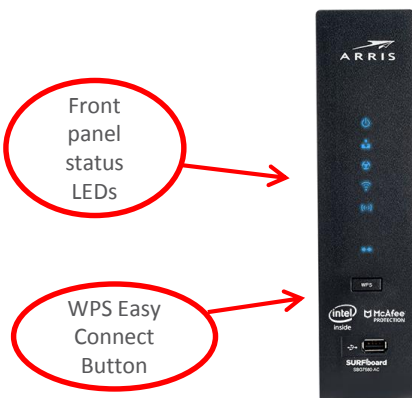 ARRIS
Front
panel
status
LEDs
WPS
WPS Easy
Connect
Button
intel
inside
McAfee
PROTECTION
SURFboard
SBG7580-AC